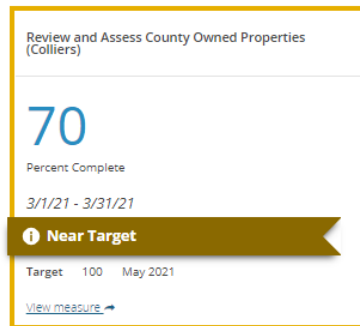 Review and Assess County Owned Properties
(Colliers)
70
Percent Complete
3/1/21 - 3/31/21
Near Target
Target 100 May 2021
View measure